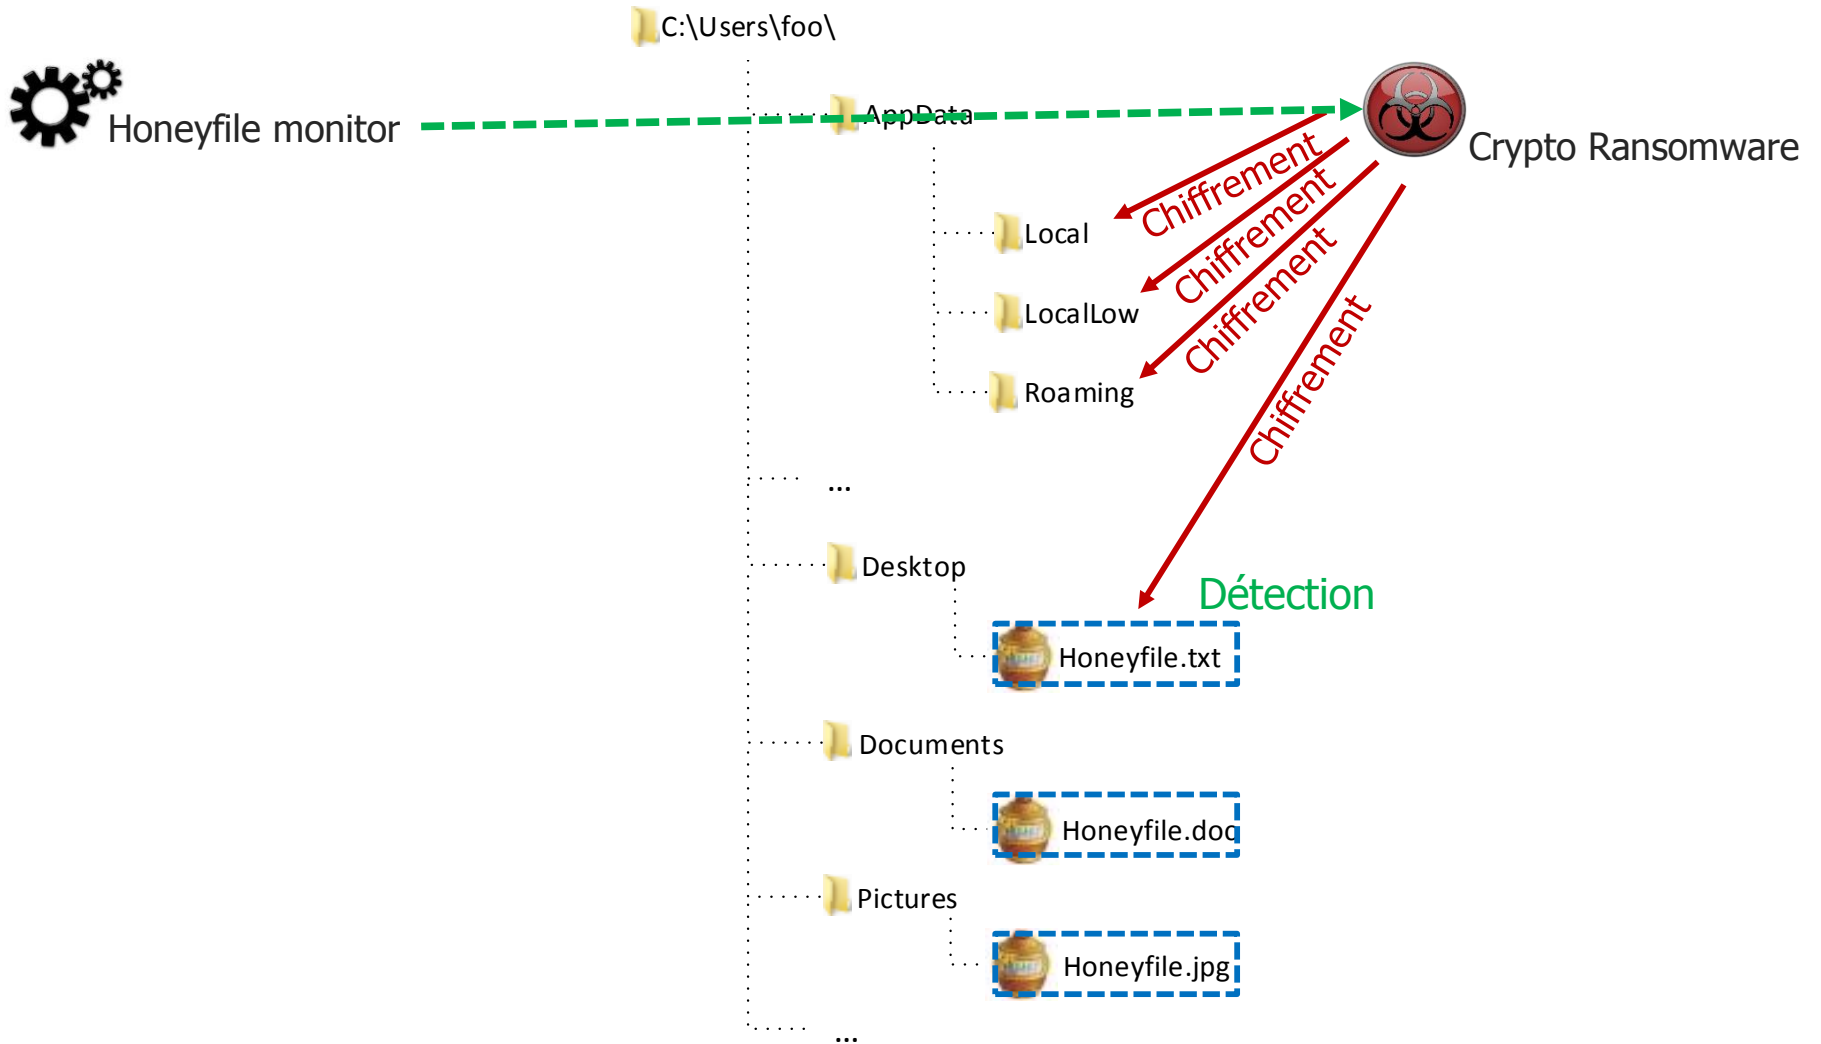 C:\Users\foo\
Honeyfile monitor
AppData
Crypto Ransomware
Chiffrement
Chiffrement
Chiffrement
Chiffrement
Local
LocalLow
Roaming
...
Desktop
Détection
Honeyfile.txt
Documents
Honeyfile.doc
Pictures
Honeyfile.jpg
...